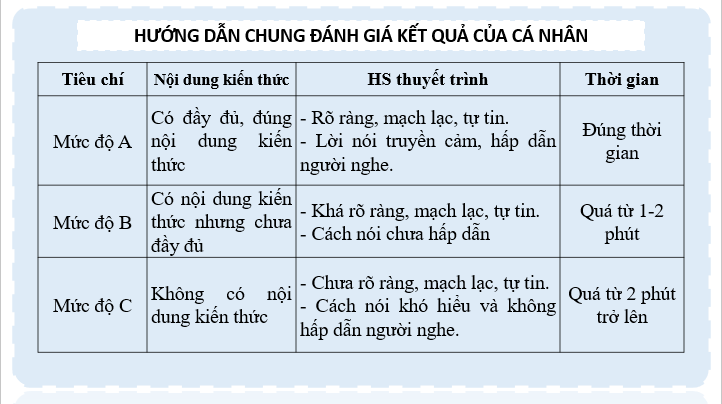 HƯỚNG DẪN CHUNG ĐÁNH GIÁ KẾT QUẢ CỦA CÁ NHÂN
Tiêu chí
Nội dung kiến thức
HS thuyết trình
Thời gian
Mức độ A
Có đầy đủ, đúng
nội dung kiến
thức
- Rõ ràng, mạch lạc, tự tin.
- Lời nói truyền cảm, hấp dẫn
người nghe.
Đúng thời
gian
Mức độ B
Có nội dung kiến
thức nhưng chưa
đầy đủ
- Khá rõ ràng, mạch lạc, tự tin.
- Cách nói chưa hấp dẫn
Quá từ 1-2
phút
Mức độ C
Không có nội
dung kiến thức
- Chưa rõ ràng, mạch lạc, tự tin.
- Cách nói khó hiểu và không
hấp dẫn người nghe.
Quá từ 2 phút
trở lên